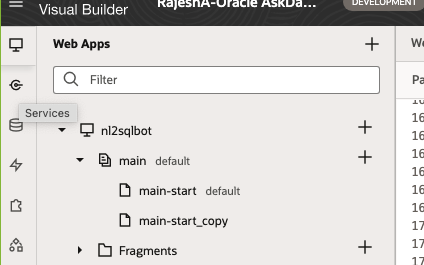 Visual Builder
RajeshA-Oracle AskDa...
DEVELOPMENT
Web Apps
We
Filter
Pa
Services
nl2sqlbot
main default
main-start default
main-start_copy
Fragments
16
16
16
16
16
16
17
17
17